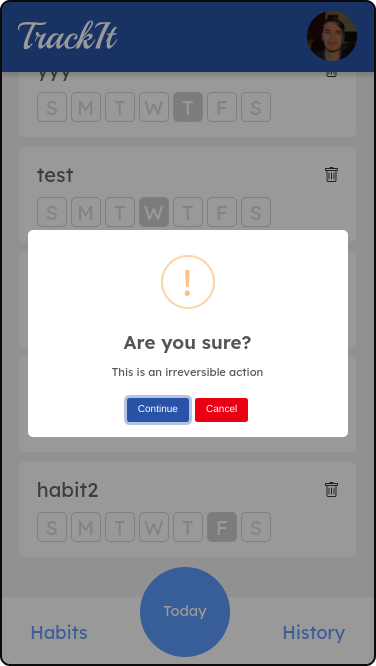 TrackIt
yyy
S M T W T F S
test
S M T W T F S
!
Are you sure?
This is an irreversible action
Continue Cancel
habit2
S M T W T F S
Habits Today History